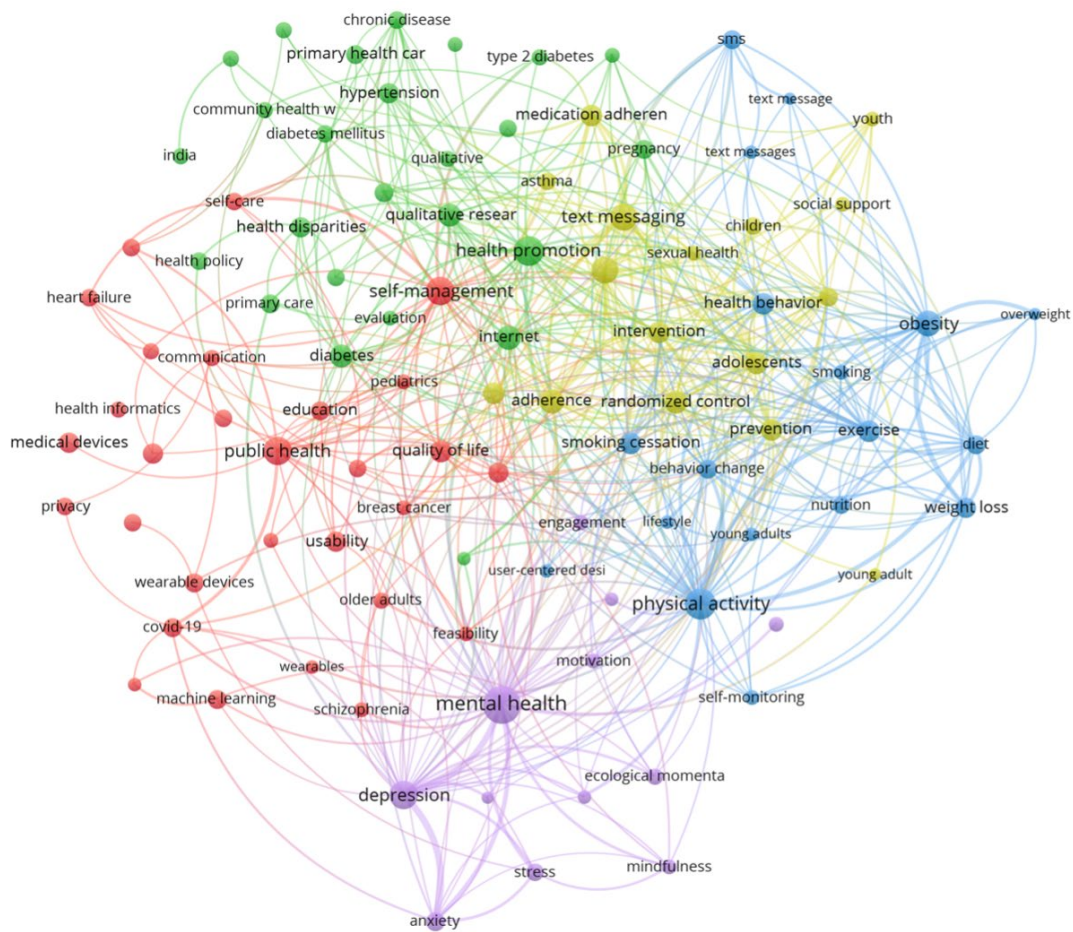 chronic disease
sms
primary health car
type 2 diabetes
hypertension
text message
community health w
medication adheren
youth
diabetes mellitus
pregnancy
text messages
india
qualitative
asthma
self-care
social support
qualitative resear
text messaging
health disparities
children
health promotion
sexual health
health policy
self-management
heart failure
primary care
health behavior
evaluation
overweight
obesity
internet
intervention
communication
diabetes
adolescents
smoking
pediatrics
health informatics
education
adherence
randomized control
prevention
exercise
medical devices
public health
quality of life
smoking cessation
diet
behavior change
privacy
breast cancer
nutrition
weight loss
engagement
lifestyle
young adults
usability
user-centered desi
young adult
wearable devices
older adults
physical activity
covid-19
feasibility
wearables
motivation
machine learning
schizophrenia
mental health
self-monitoring
ecological momenta
depression
stress
mindfulness
anxiety